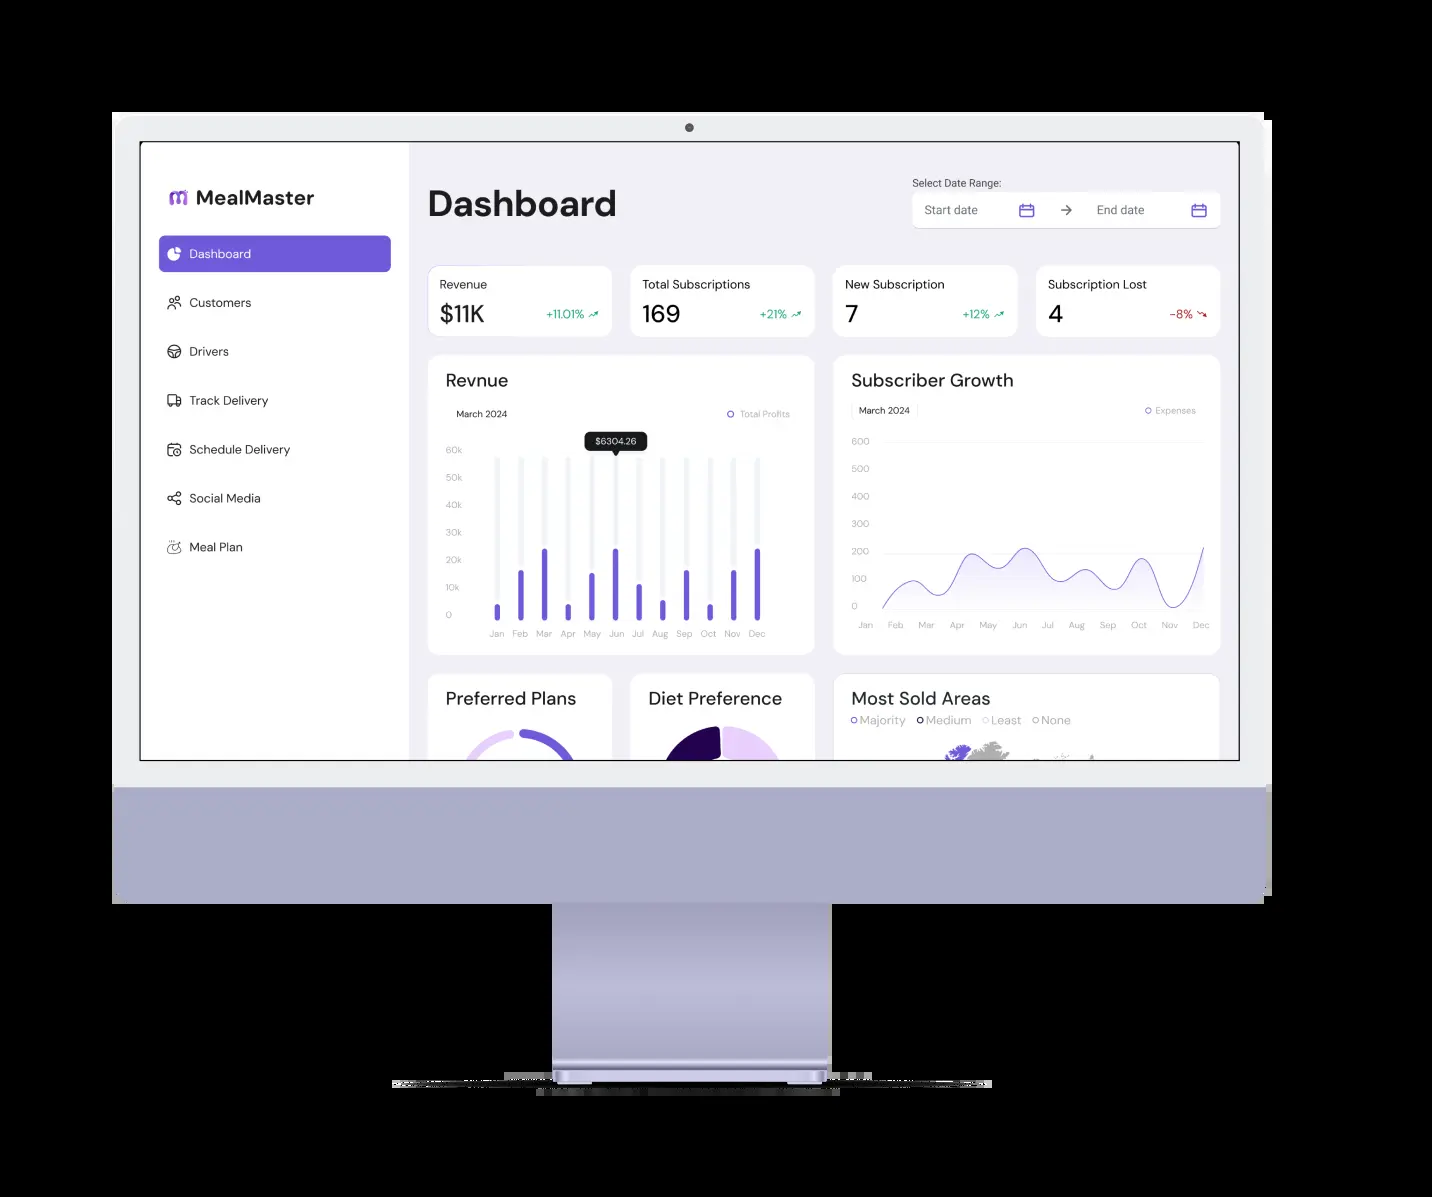 MealMaster
Dashboard
Customers
Drivers
Track Delivery
Schedule Delivery
Social Media
Meal Plan
Dashboard
Select Date Range:
Start date → End date
Revenue
$11K +11.01%
Total Subscriptions
169 +21%
New Subscription
7 +12%
Subscription Lost
4 -8%
Revnue
March 2024 Total Profits
$6304.26
60k
50k
40k
30k
20k
10k
0
Jan Feb Mar Apr May Jun Jul Aug Sep Oct Nov Dec
Subscriber Growth
March 2024 Expenses
600
500
400
300
200
100
0
Jan Feb Mar Apr May Jun Jul Aug Sep Oct Nov Dec
Preferred Plans
Diet Preference
Most Sold Areas
Majority Medium Least None